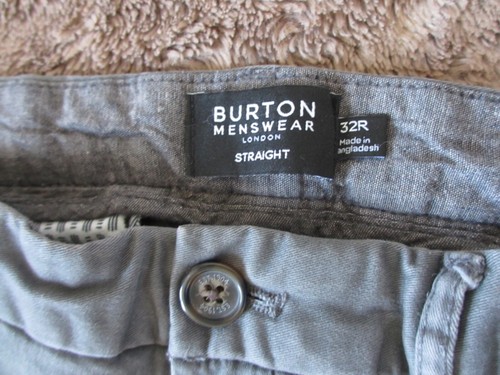 BURTON
MENSWEAR
LONDON
STRAIGHT
32R
Made in
angladesh